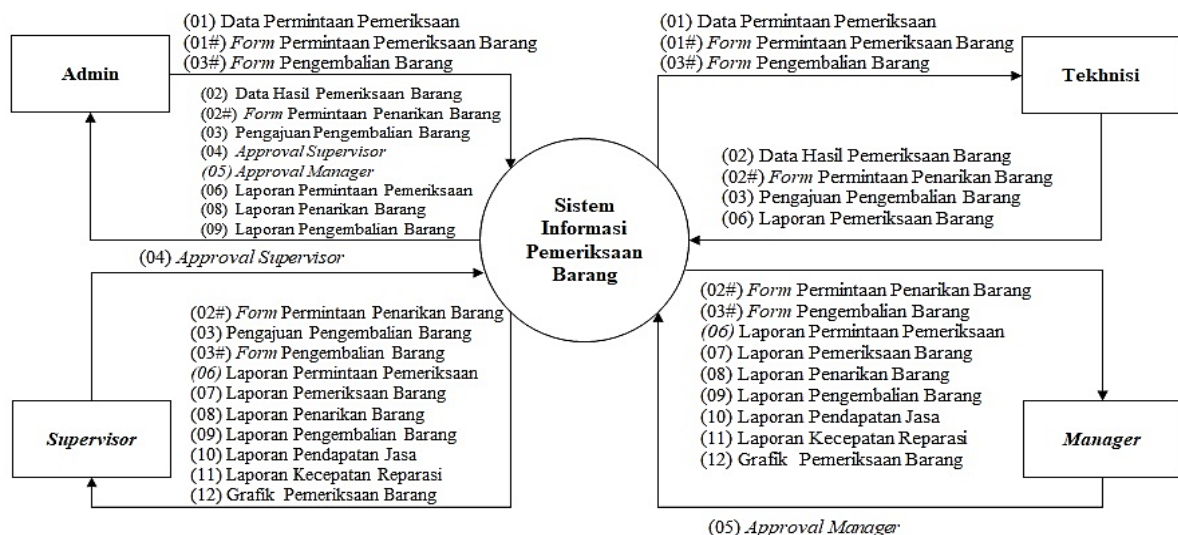 (01) Data Permintaan Pemeriksaan
(01#) Form Permintaan Pemeriksaan Barang
(03#) Form Pengembalian Barang
Admin
(02) Data Hasil Pemeriksaan Barang
(02#) Form Permintaan Penarikan Barang
(03) Pengajuan Pengembalian Barang
(04) Approval Supervisor
(05) Approval Manager
(06) Laporan Permintaan Pemeriksaan
(08) Laporan Penarikan Barang
(09) Laporan Pengembalian Barang
(01) Data Permintaan Pemeriksaan
(01#) Form Permintaan Pemeriksaan Barang
(03#) Form Pengembalian Barang
Tekhnisi
(02) Data Hasil Pemeriksaan Barang
(02#) Form Permintaan Penarikan Barang
(03) Pengajuan Pengembalian Barang
(06) Laporan Pemeriksaan Barang
Sistem
Informasi
Pemeriksaan
Barang
(04) Approval Supervisor
(02#) Form Permintaan Penarikan Barang
(03) Pengajuan Pengembalian Barang
(03#) Form Pengembalian Barang
(06) Laporan Permintaan Pemeriksaan
(07) Laporan Pemeriksaan Barang
(08) Laporan Penarikan Barang
(09) Laporan Pengembalian Barang
(10) Laporan Pendapatan Jasa
(11) Laporan Kecepatan Reparasi
(12) Grafik Pemeriksaan Barang
Supervisor
(02#) Form Permintaan Penarikan Barang
(03#) Form Pengembalian Barang
(06) Laporan Permintaan Pemeriksaan
(07) Laporan Pemeriksaan Barang
(08) Laporan Penarikan Barang
(09) Laporan Pengembalian Barang
(10) Laporan Pendapatan Jasa
(11) Laporan Kecepatan Reparasi
(12) Grafik Pemeriksaan Barang
Manager
(05) Approval Manager